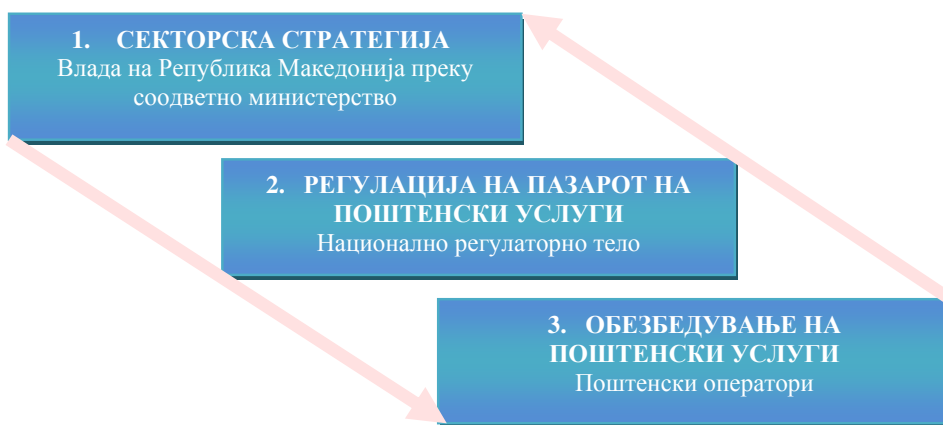 1. СЕКТОРСКА СТРАТЕГИЈА
Влада на Република Македонија преку
соодветно министерство
2. РЕГУЛАЦИЈА НА ПАЗАРОТ НА
ПОШТЕНСКИ УСЛУГИ
Национално регулаторно тело
3. ОБЕЗБЕДУВАЊЕ НА
ПОШТЕНСКИ УСЛУГИ
Поштенски оператори